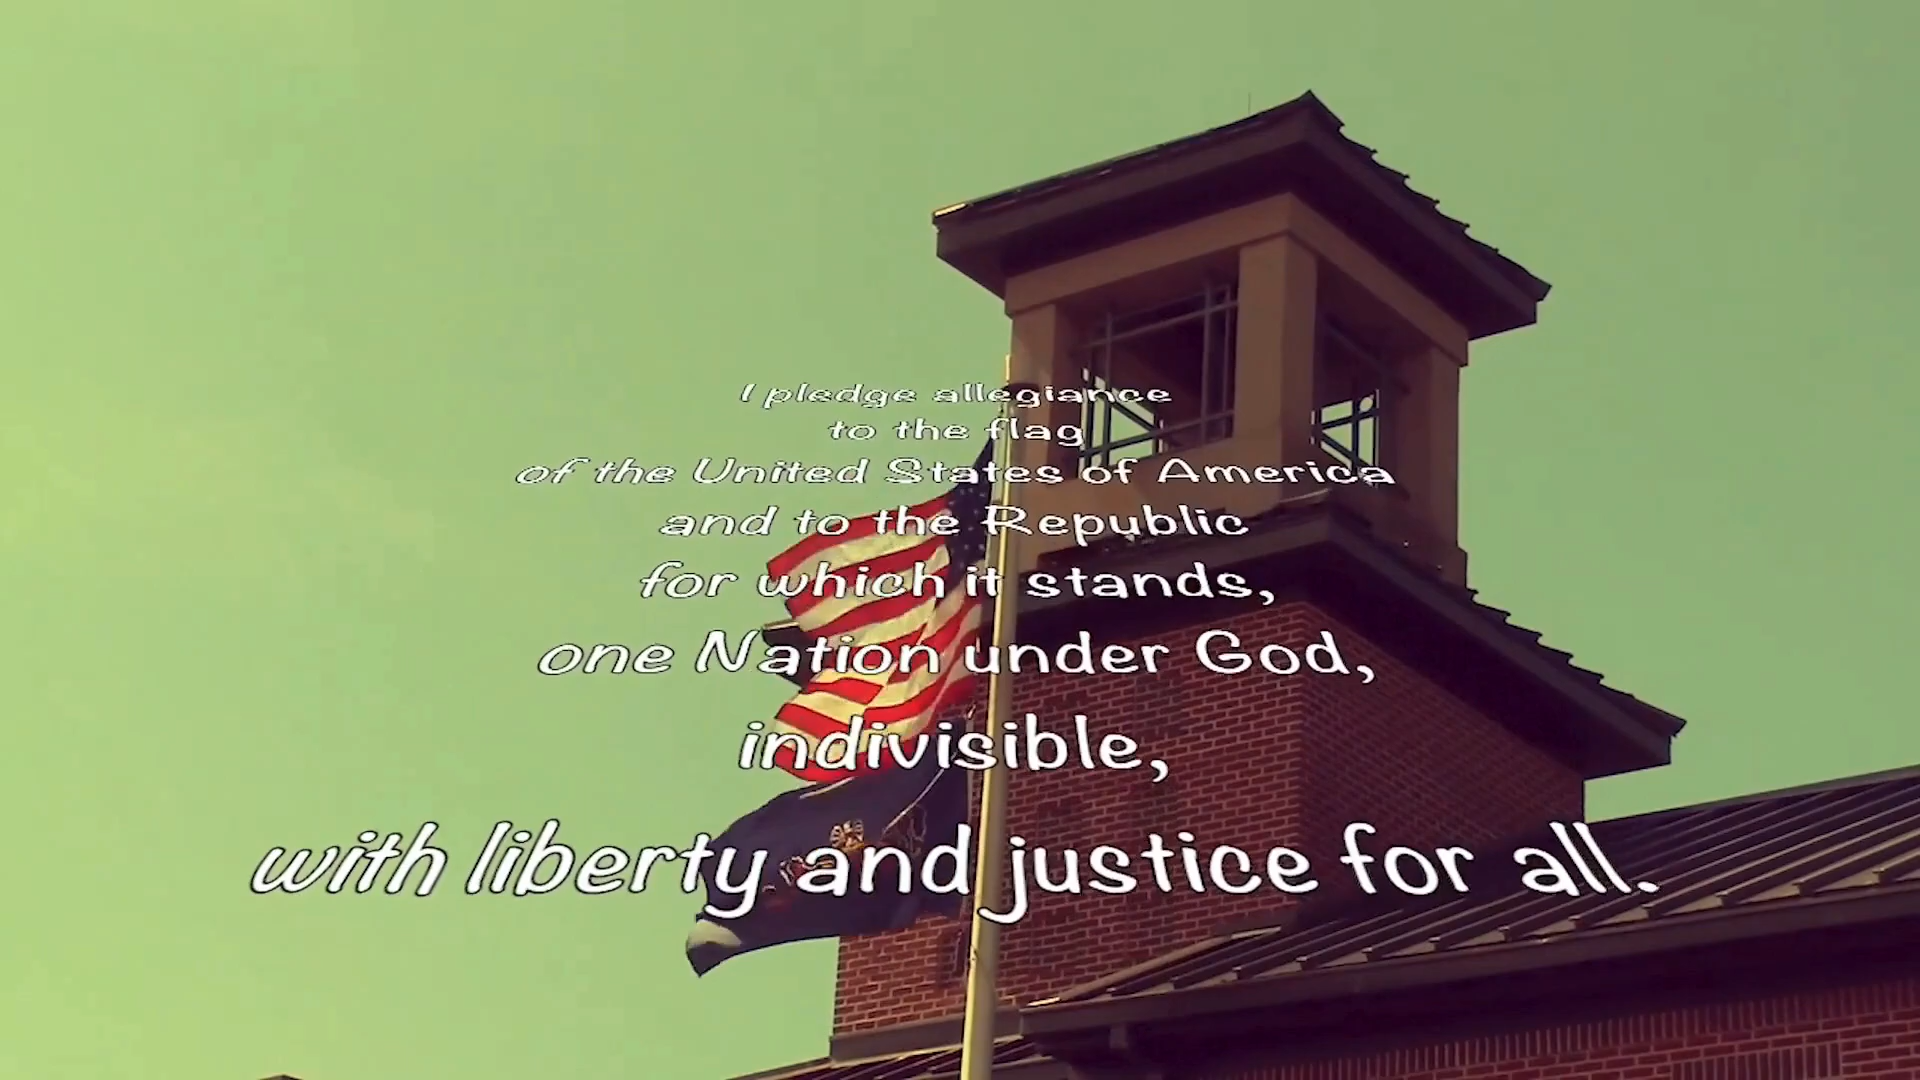 I pledge allegiance
to the flag
of the United States of America
and to the Republic
for which it stands,
one Nation under God,
indivisible,
with liberty and justice for all.